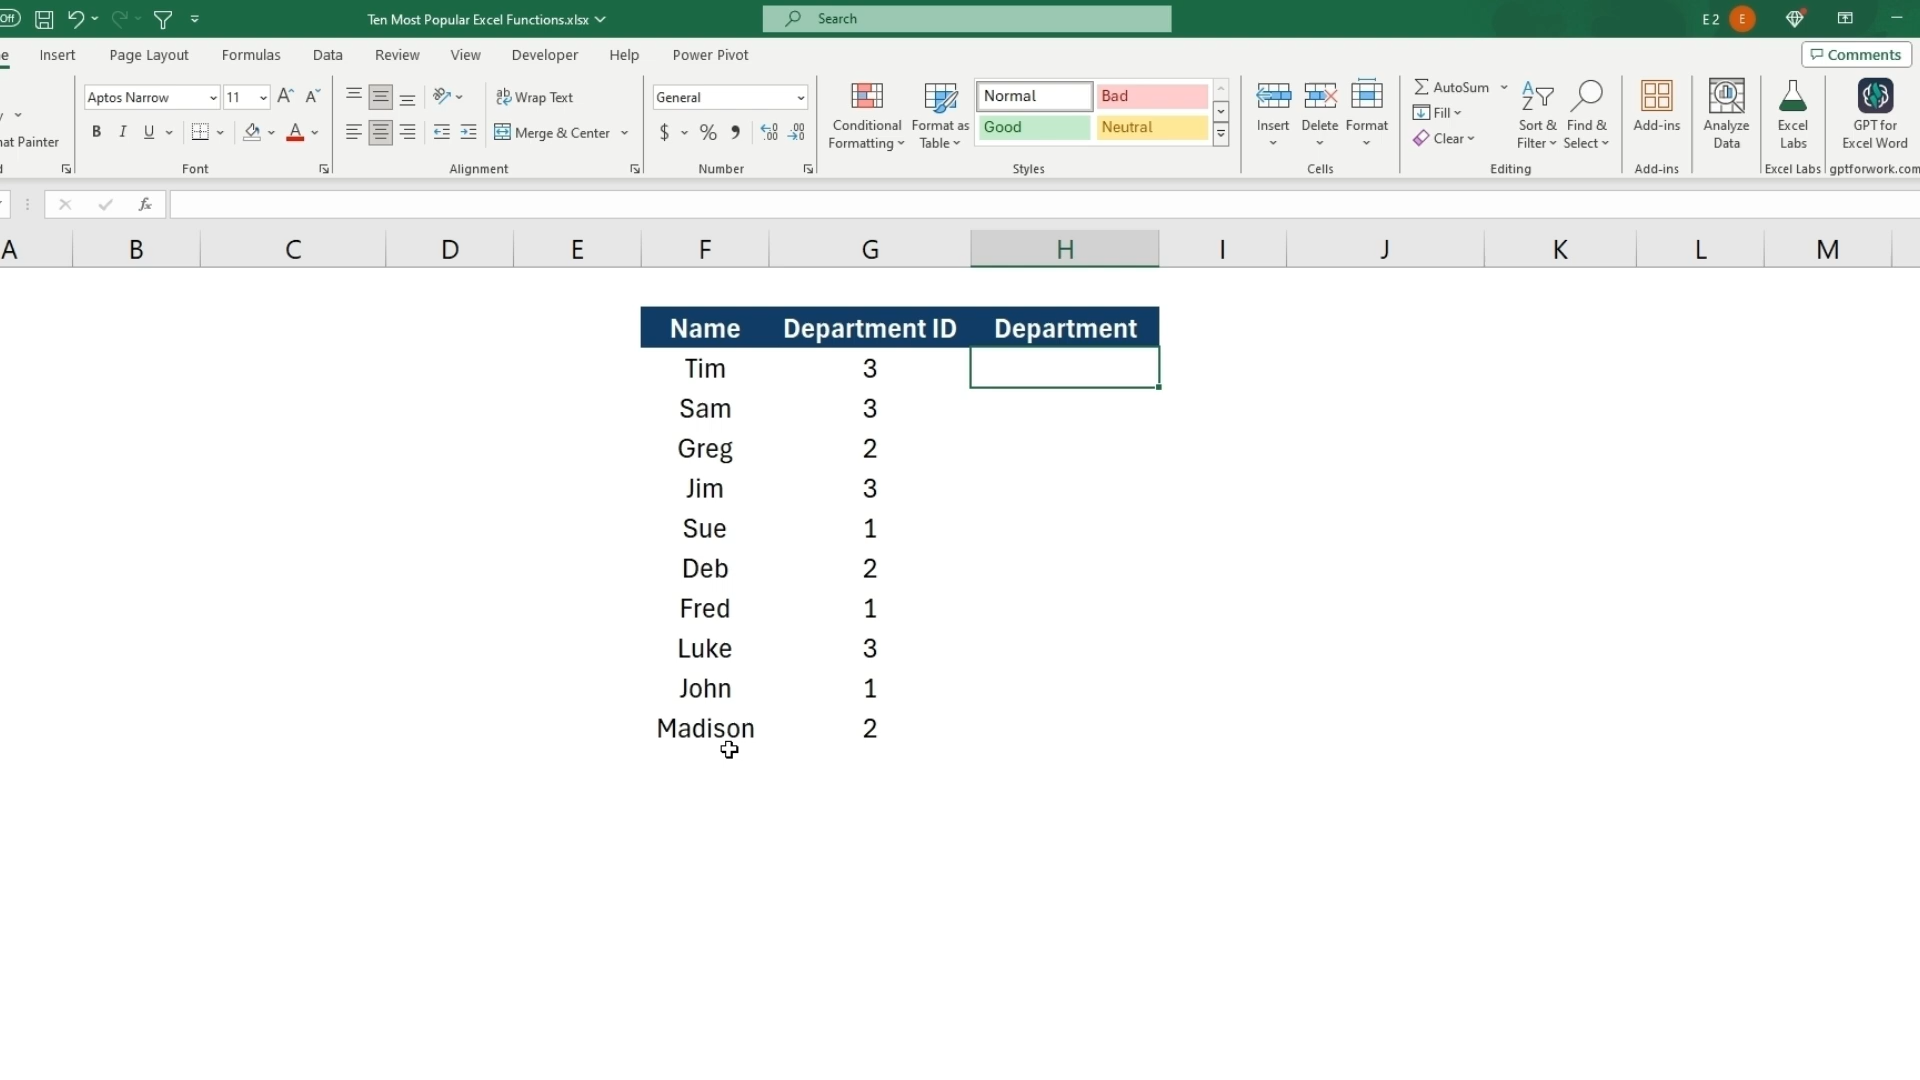 Off Ten Most Popular Excel Functions.xlsx Search E 2 E
Insert Page Layout Formulas Data Review View Developer Help Power Pivot Comments
Aptos Narrow 11 Wrap Text General Normal Bad AutoSum
B I U Merge & Center $ % Good Neutral Fill
Conditional Formatting Format as Table Insert Delete Format Clear Sort & Filter Find & Select Add-ins Analyze Data Excel Labs GPT for Excel Word
at Painter
Font Alignment Number Styles Cells Editing Add-ins Excel Labs gptforwork.com
fx
A B C D E F G H I J K L M
Name Department ID Department
Tim 3
Sam 3
Greg 2
Jim 3
Sue 1
Deb 2
Fred 1
Luke 3
John 1
Madison 2